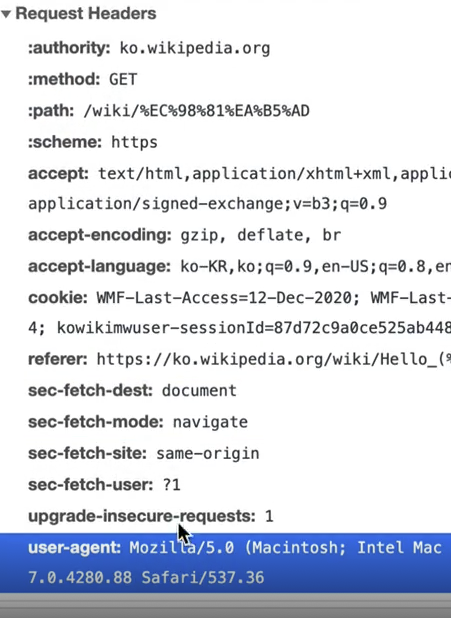 Request Headers
:authority: ko.wikipedia.org
:method: GET
:path: /wiki/%EC%98%81%EA%B5%AD
:scheme: https
accept: text/html,application/xhtml+xml,applic
application/signed-exchange;v=b3;q=0.9
accept-encoding: gzip, deflate, br
accept-language: ko-KR,ko;q=0.9,en-US;q=0.8,en
cookie: WMF-Last-Access=12-Dec-2020; WMF-Last-
4; kowikimwuser-sessionId=87d72c9a0ce525ab448
referer: https://ko.wikipedia.org/wiki/Hello_(%
sec-fetch-dest: document
sec-fetch-mode: navigate
sec-fetch-site: same-origin
sec-fetch-user: ?1
upgrade-insecure-requests: 1
user-agent: Mozilla/5.0 (Macintosh; Intel Mac
7.0.4280.88 Safari/537.36